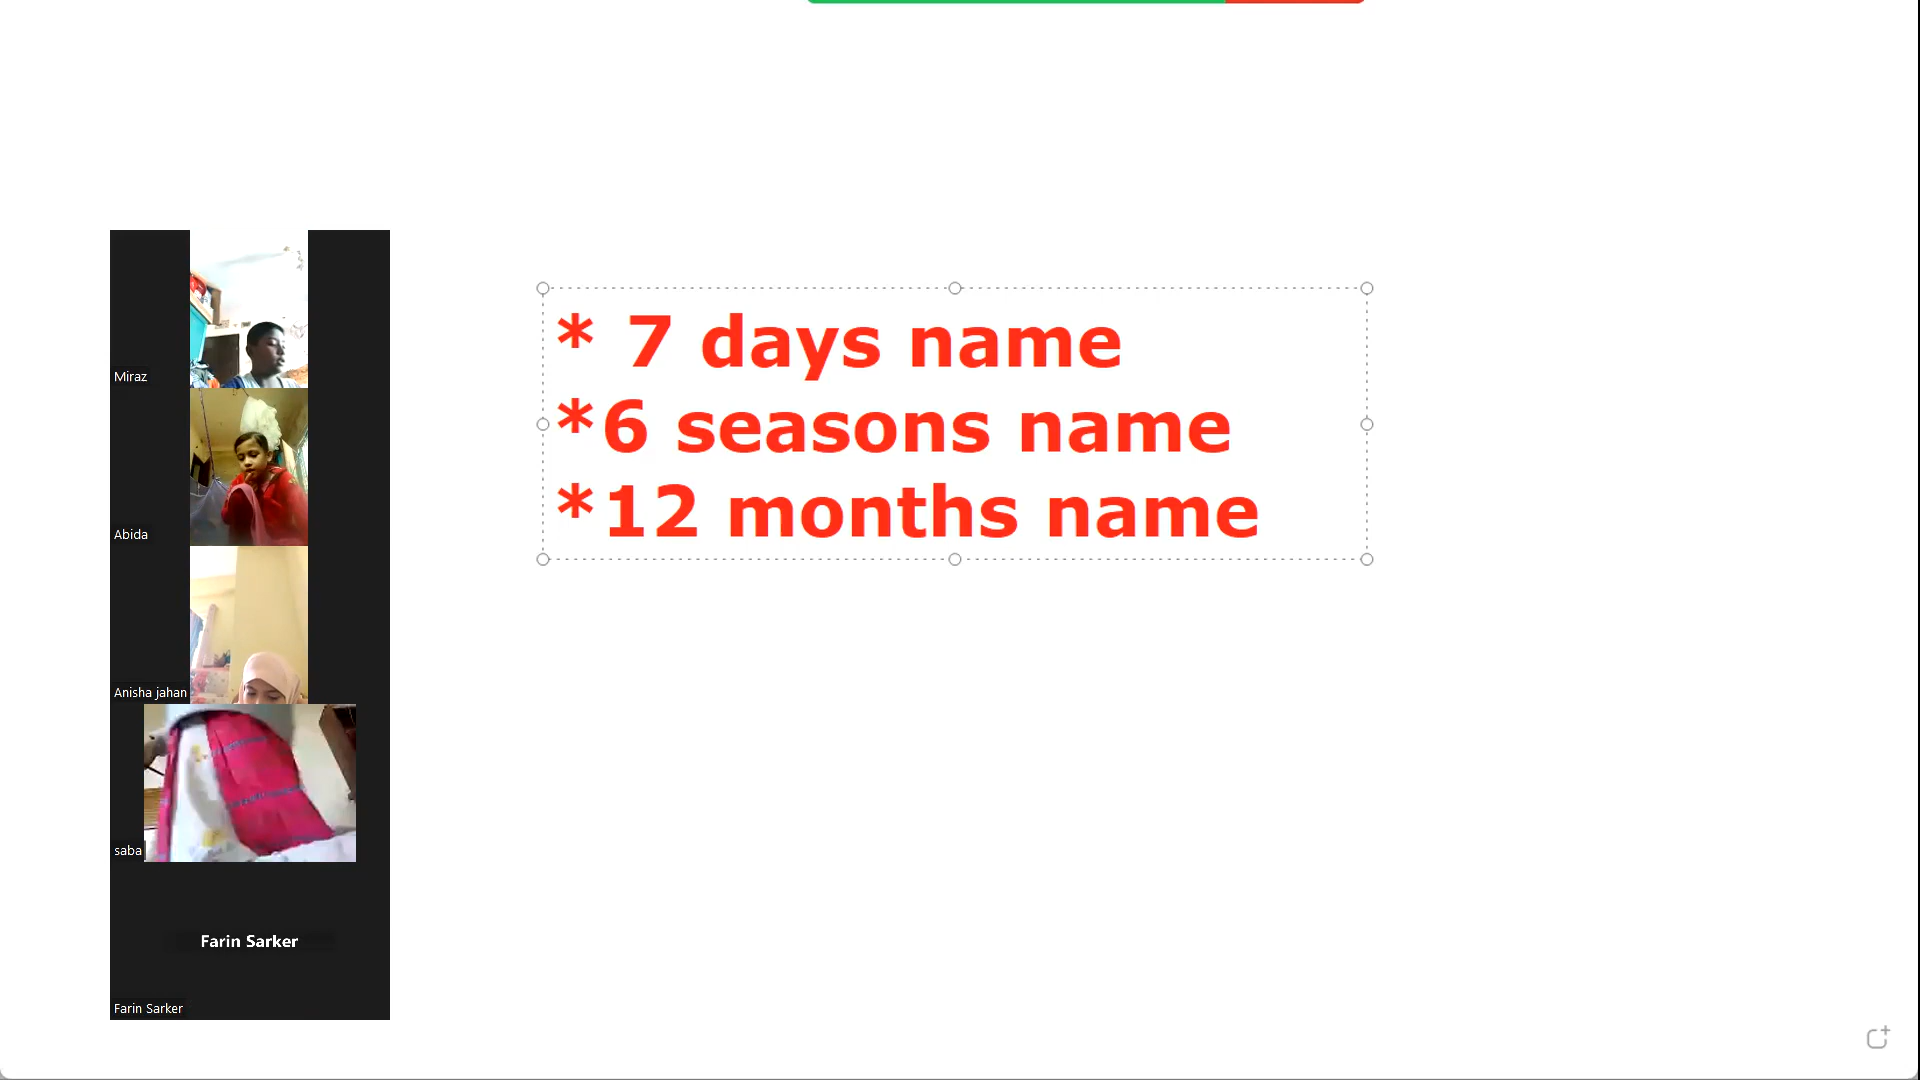 Miraz
Abida
Anisha jahan
saba
Farin Sarker
Farin Sarker
* 7 days name
*6 seasons name
*12 months name